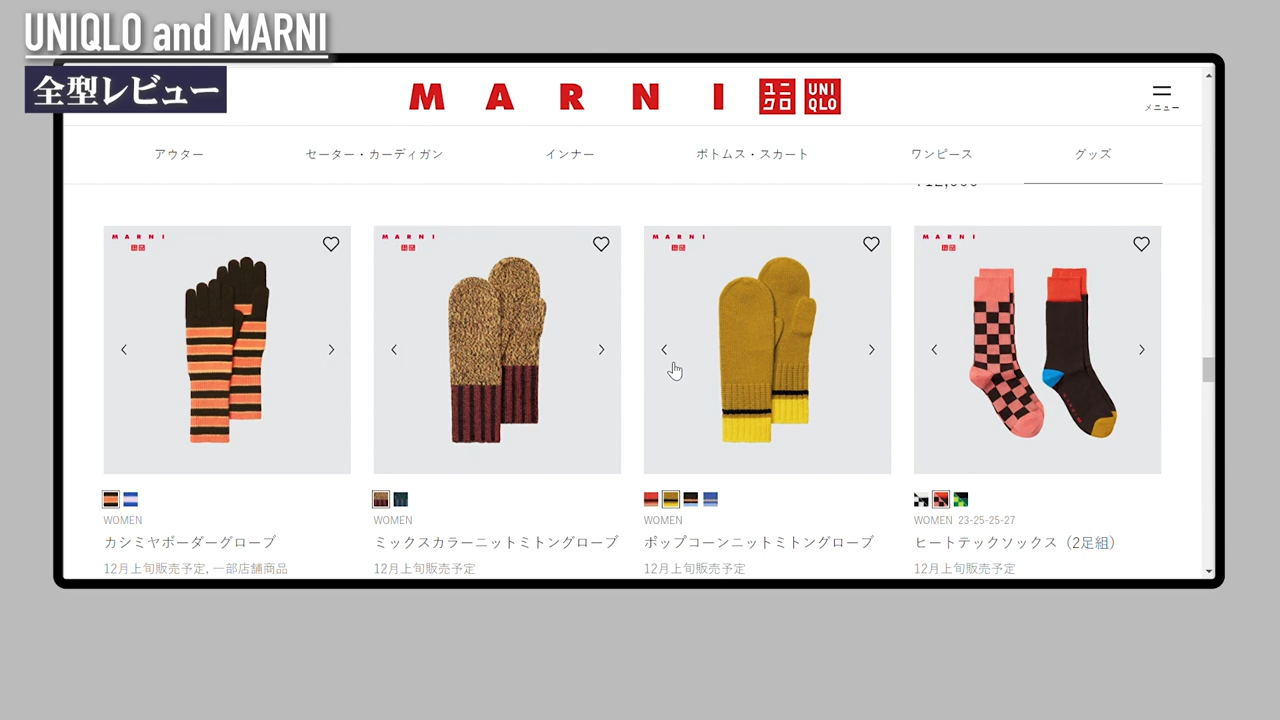 UNIQLO and MARNI
全型レビュー
MARNI ユニクロ UNIQLO
メニュー
アウター セーター・カーディガン インナー ボトムス・スカート ワンピース グッズ
MARNI MARNI MARNI MARNI
WOMEN WOMEN WOMEN WOMEN 23-25-25-27
カシミヤボーダーグローブ ミックスカラーニットミトングローブ ポップコーンニットミトングローブ ヒートテックソックス（2足組）
12月上旬販売予定, 一部店舗商品 12月上旬販売予定 12月上旬販売予定 12月上旬販売予定